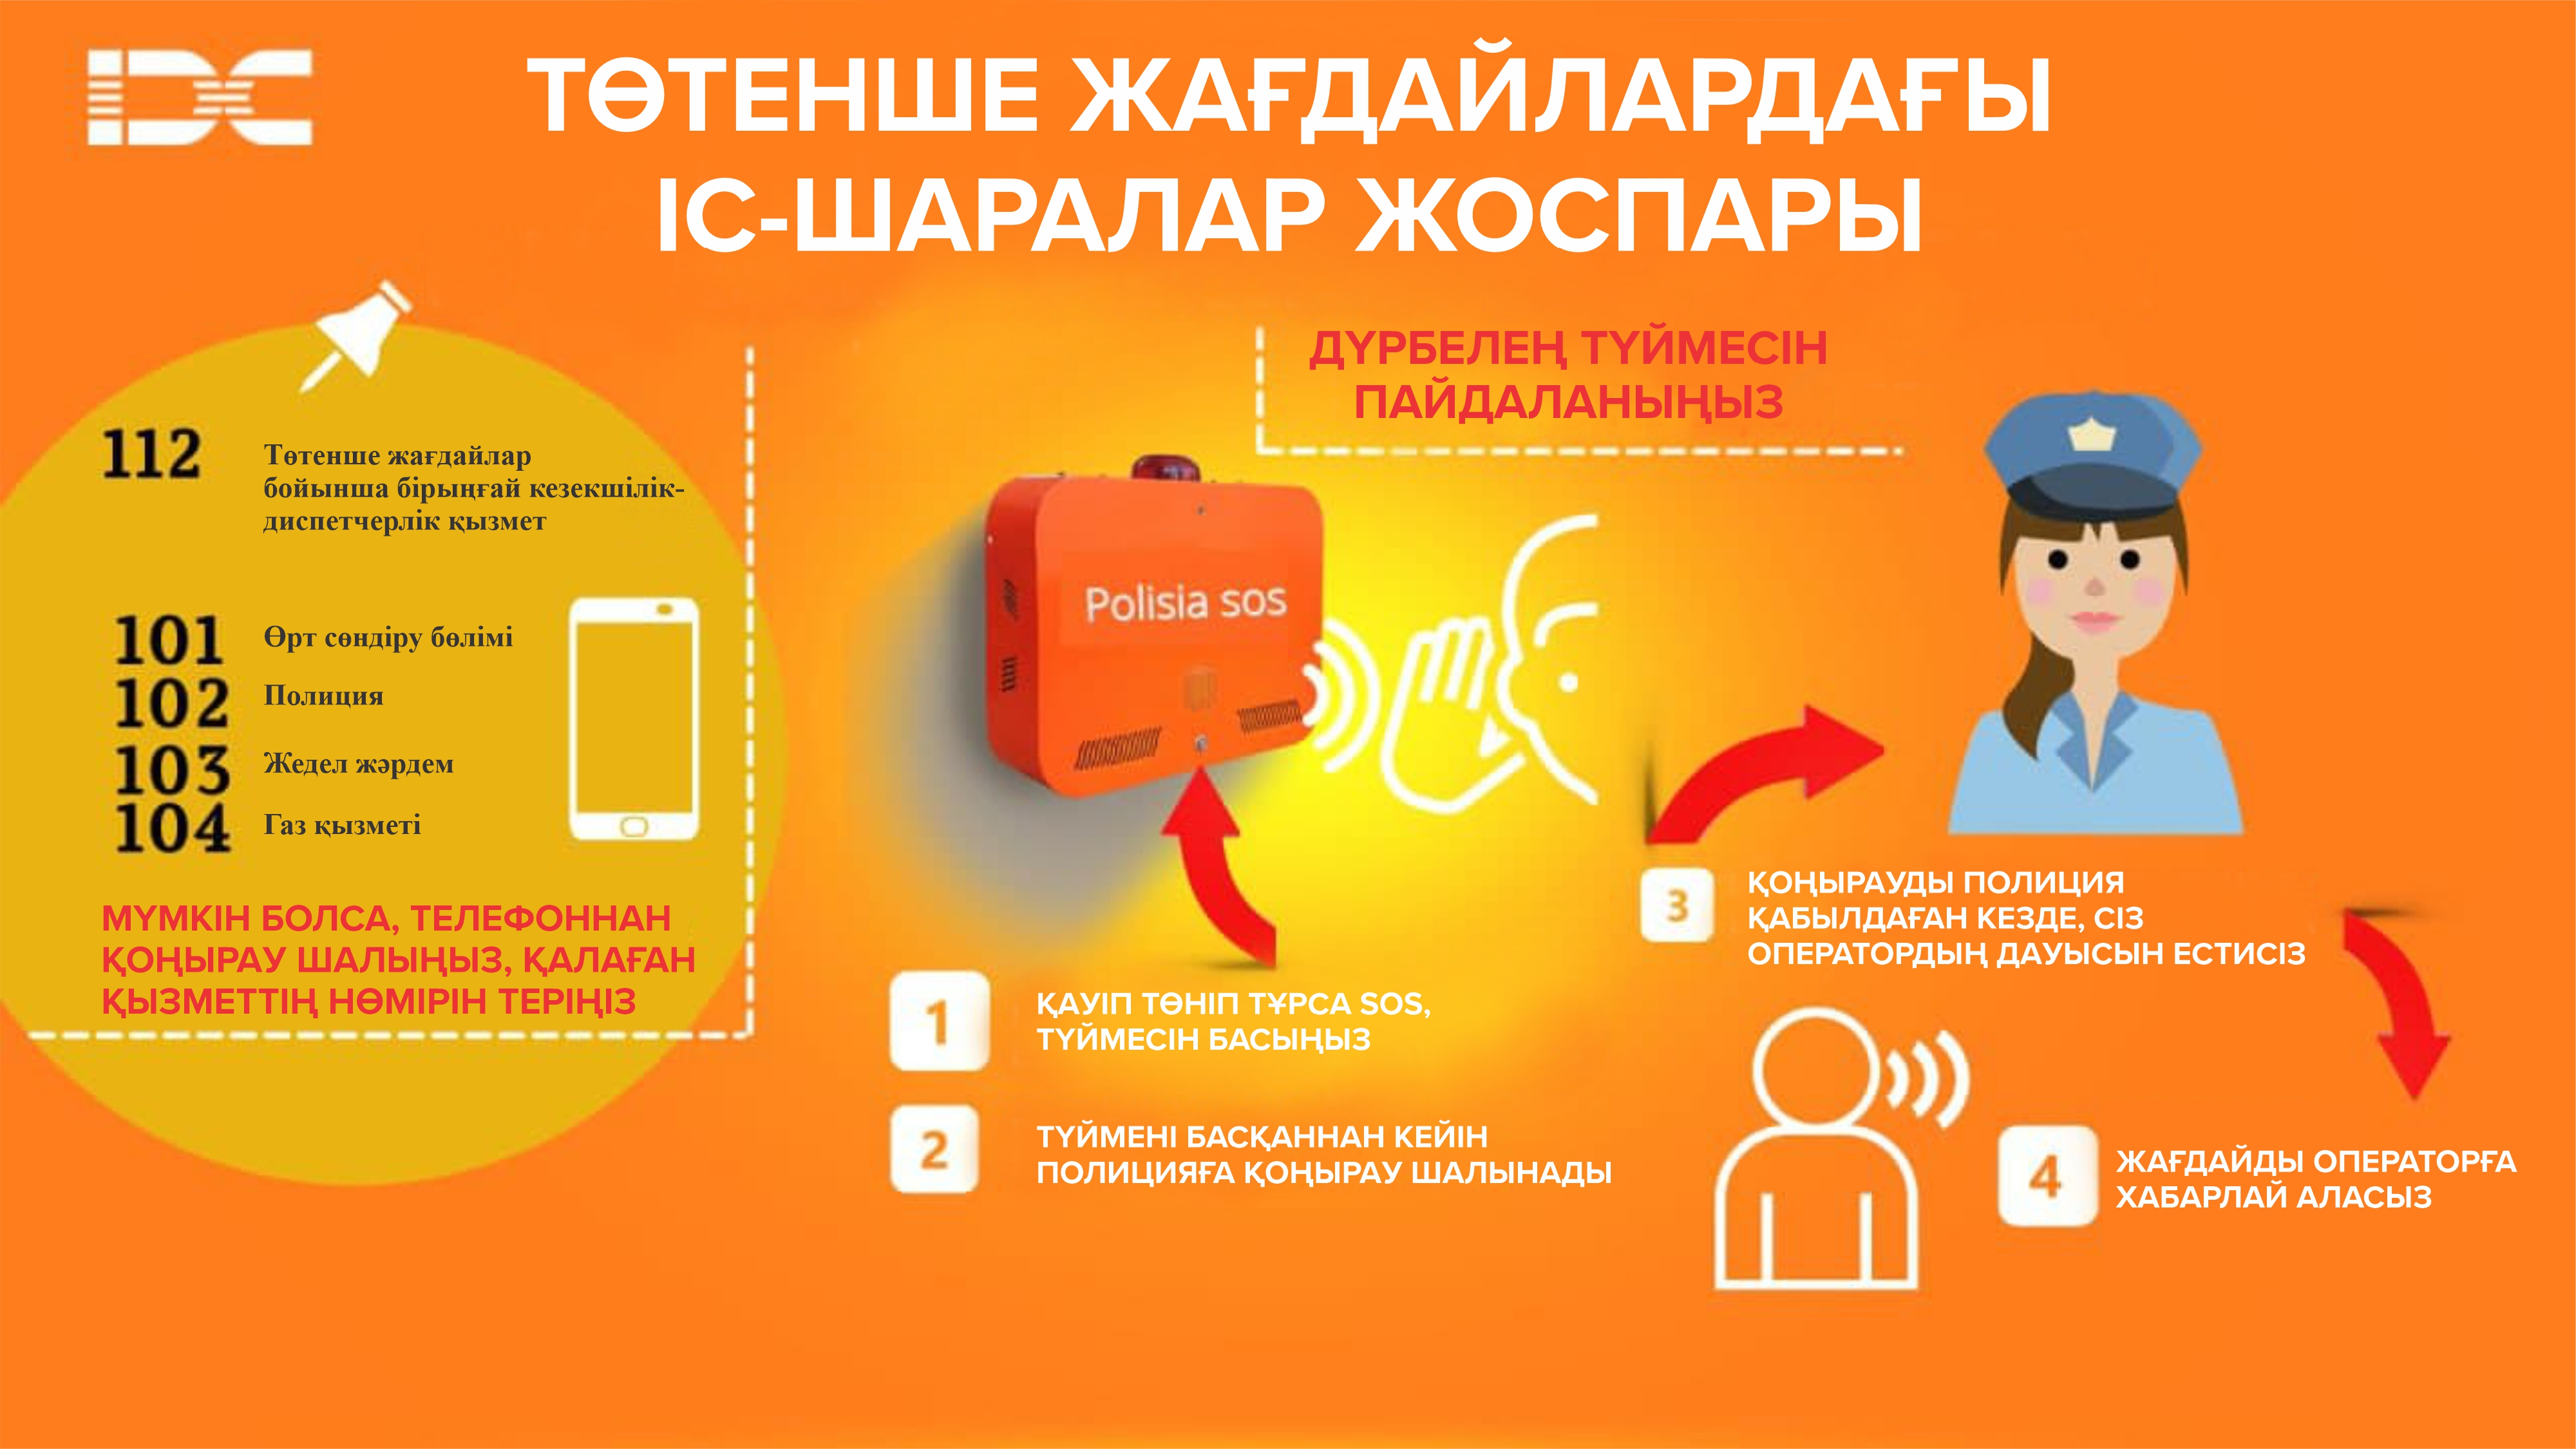 IDC
ТӨТЕНШЕ ЖАҒДАЙЛАРДАҒЫ
ІС-ШАРАЛАР ЖОСПАРЫ
112
Төтенше жағдайлар
бойынша бірыңғай кезекшілік-
диспетчерлік қызмет
101 Өрт сөндіру бөлімі
102 Полиция
103 Жедел жәрдем
104 Газ қызметі
МҮМКІН БОЛСА, ТЕЛЕФОННАН
ҚОҢЫРАУ ШАЛЫҢЫЗ, ҚАЛАҒАН
ҚЫЗМЕТТІҢ НӨМІРІН ТЕРІҢІЗ
ДҮРБЕЛЕҢ ТҮЙМЕСІН
ПАЙДАЛАНЫҢЫЗ
Polisia sos
1
ҚАУІП ТӨНІП ТҰРСА SOS,
ТҮЙМЕСІН БАСЫҢЫЗ
2
ТҮЙМЕНІ БАСҚАННАН КЕЙІН
ПОЛИЦИЯҒА ҚОҢЫРАУ ШАЛЫНАДЫ
3
ҚОҢЫРАУДЫ ПОЛИЦИЯ
ҚАБЫЛДАҒАН КЕЗДЕ, СІЗ
ОПЕРАТОРДЫҢ ДАУЫСЫН ЕСТИСІЗ
4
ЖАҒДАЙДЫ ОПЕРАТОРҒА
ХАБАРЛАЙ АЛАСЫЗ